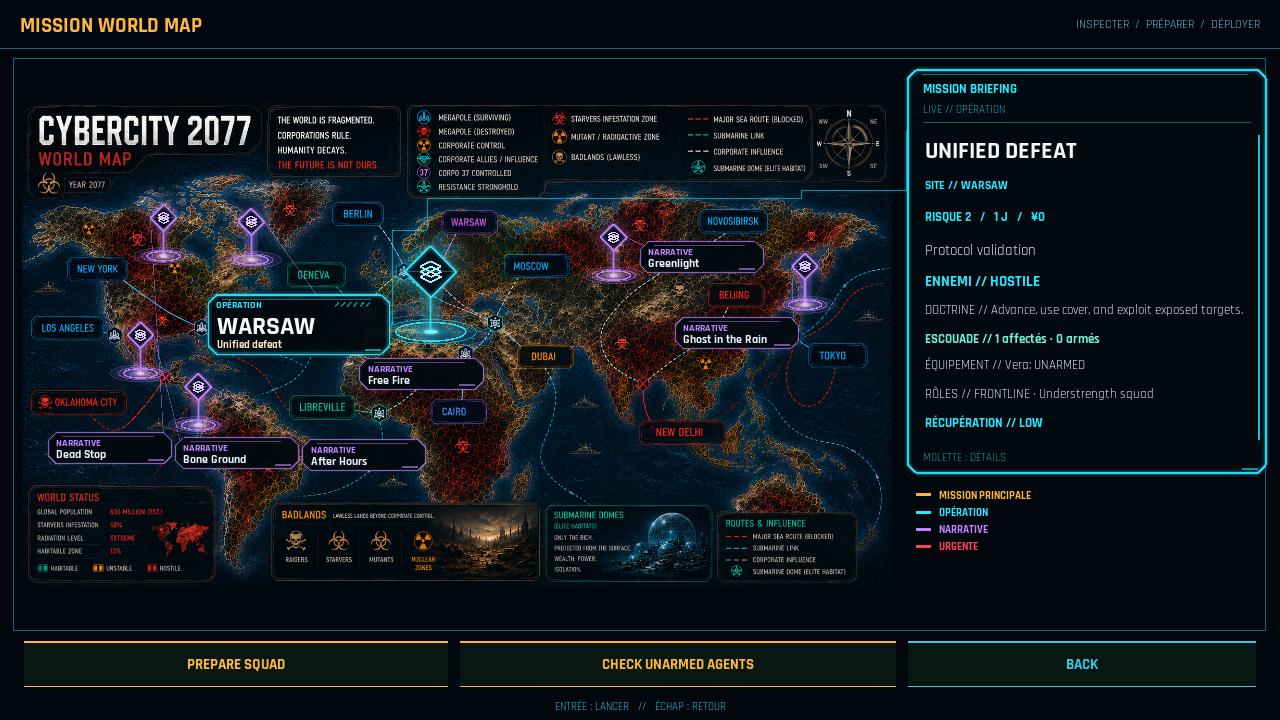 MISSION WORLD MAP
INSPECTER / PRÉPARER / DÉPLOYER
CYBERCITY 2077
WORLD MAP
YEAR 2077
THE WORLD IS FRAGMENTED.
CORPORATIONS RULE.
HUMANITY DECAYS.
THE FUTURE IS NOT OURS.
MEGAPOLE (SURVIVING)
MEGAPOLE (DESTROYED)
CORPORATE CONTROL
CORPORATE ALLIES / INFLUENCE
37 CORPO 37 CONTROLLED
RESISTANCE STRONGHOLD
STARVERS INFESTATION ZONE
MUTANT / RADIOACTIVE ZONE
BADLANDS (LAWLESS)
MAJOR SEA ROUTE (BLOCKED)
SUBMARINE LINK
CORPORATE INFLUENCE
SUBMARINE DOME (ELITE HABITAT)
N
NW NE
W E
SW SE
S
BERLIN
WARSAW
NOVOSIBIRSK
NEW YORK
GENEVA
MOSCOW
NARRATIVE
Greenlight
BEIJING
OPÉRATION
WARSAW
Unified defeat
LOS ANGELES
NARRATIVE
Ghost in the Rain
DUBAI
TOKYO
NARRATIVE
Free Fire
OKLAHOMA CITY
LIBREVILLE
CAIRO
NEW DELHI
NARRATIVE
Dead Stop
NARRATIVE
Bone Ground
NARRATIVE
After Hours
WORLD STATUS
GLOBAL POPULATION 630 MILLION (EST.)
STARVERS INFESTATION 68%
RADIATION LEVEL EXTREME
HABITABLE ZONE 12%
HABITABLE UNSTABLE HOSTILE
BADLANDS LAWLESS LANDS BEYOND CORPORATE CONTROL.
RAIDERS STARVERS MUTANTS NUCLEAR ZONES
SUBMARINE DOMES
(ELITE HABITATS)
ONLY THE RICH.
PROTECTED FROM THE SURFACE.
WEALTH. POWER.
ISOLATION.
ROUTES & INFLUENCE
MAJOR SEA ROUTE (BLOCKED)
SUBMARINE LINK
CORPORATE INFLUENCE
SUBMARINE DOME (ELITE HABITAT)
MISSION BRIEFING
LIVE // OPÉRATION
UNIFIED DEFEAT
SITE // WARSAW
RISQUE 2 / 1 J / ¥0
Protocol validation
ENNEMI // HOSTILE
DOCTRINE // Advance, use cover, and exploit exposed targets.
ESCOUADE // 1 affectés · 0 armés
ÉQUIPEMENT // Vera: UNARMED
RÔLES // FRONTLINE · Understrength squad
RÉCUPÉRATION // LOW
MOLETTE : DÉTAILS
MISSION PRINCIPALE
OPÉRATION
NARRATIVE
URGENTE
PREPARE SQUAD
CHECK UNARMED AGENTS
BACK
ENTRÉE : LANCER // ÉCHAP : RETOUR